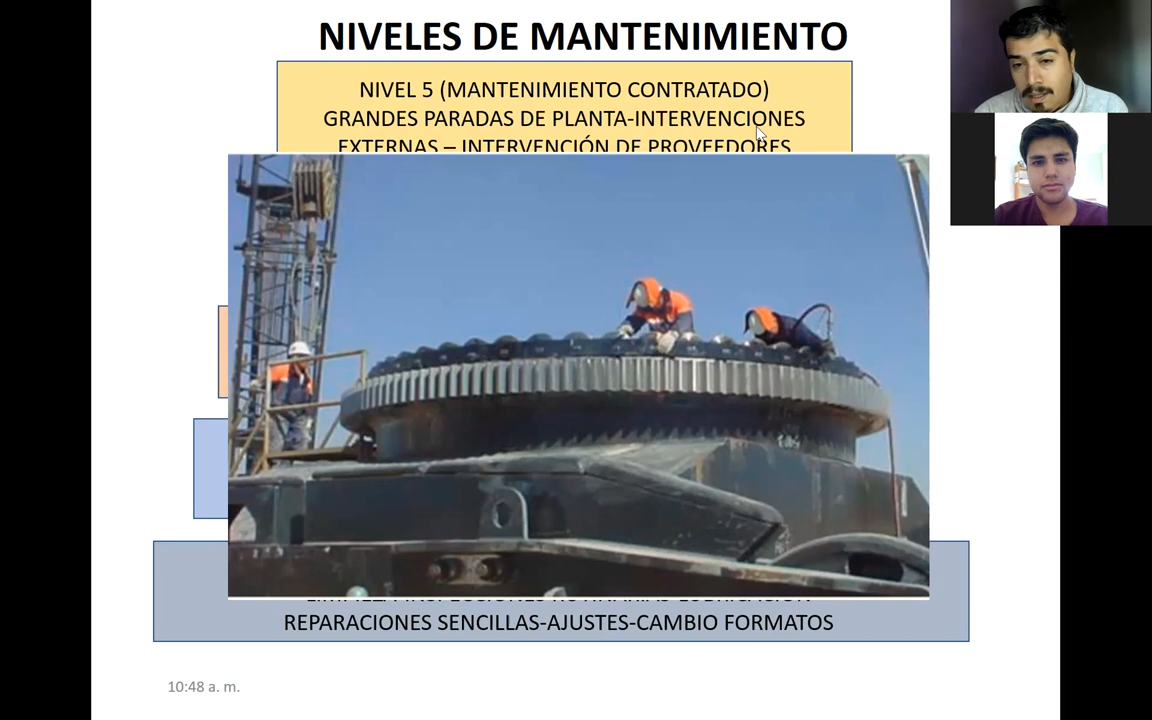 NIVELES DE MANTENIMIENTO
NIVEL 5 (MANTENIMIENTO CONTRATADO)
GRANDES PARADAS DE PLANTA-INTERVENCIONES
EXTERNAS – INTERVENCIÓN DE PROVEEDORES
REPARACIONES SENCILLAS-AJUSTES-CAMBIO FORMATOS
10:48 a. m.